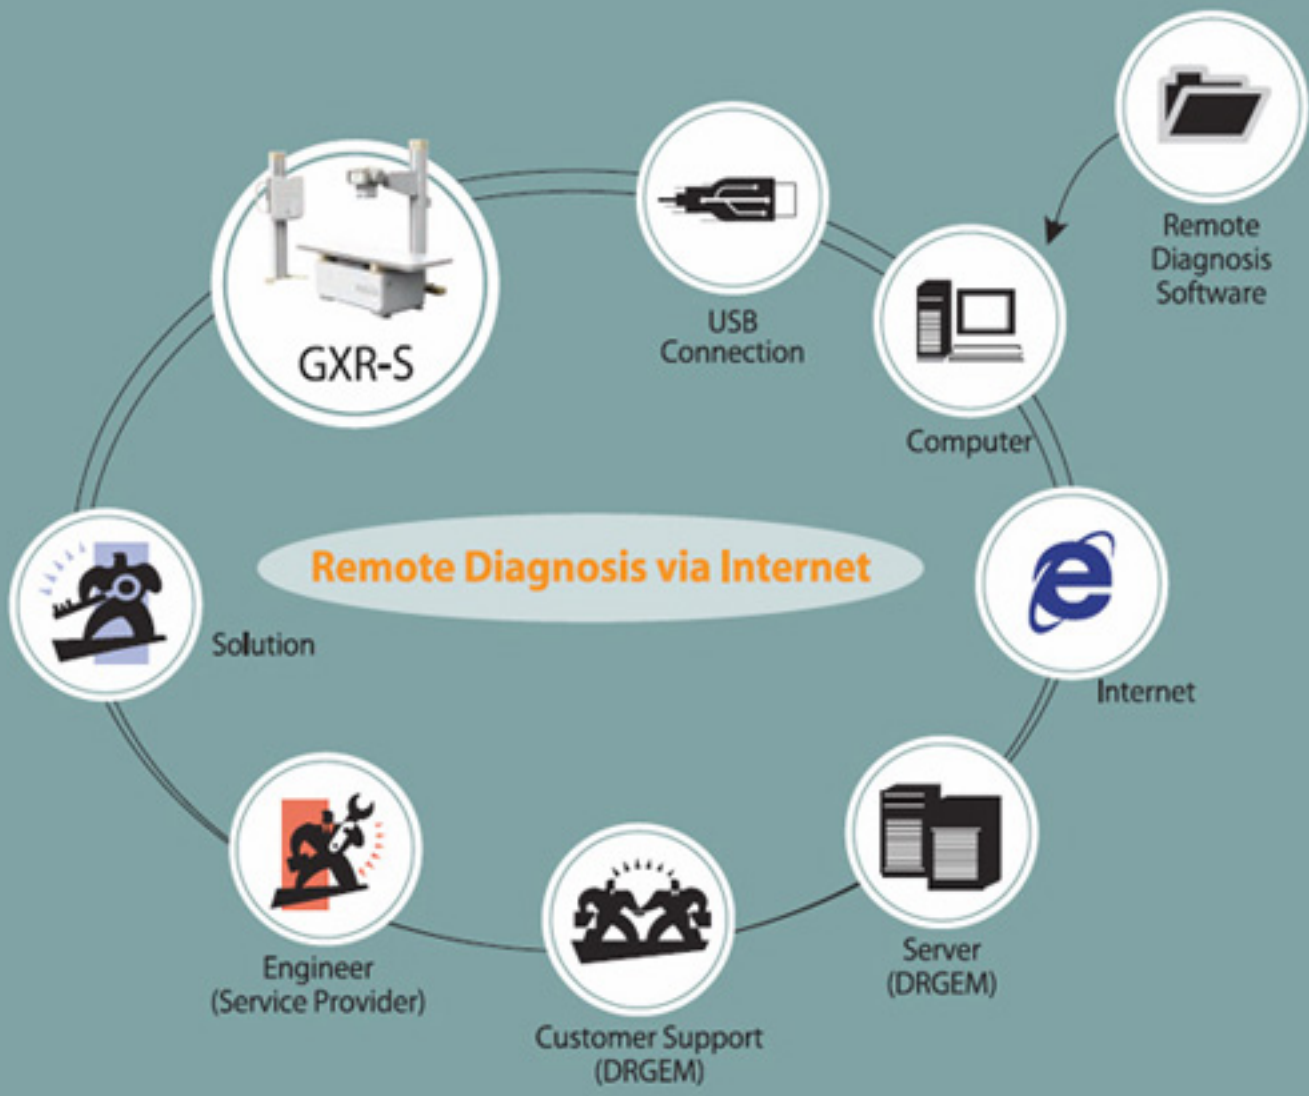 Remote
Diagnosis
Software
USB
Connection
GXR-S
Computer
Remote Diagnosis via Internet
Solution
Internet
Server
(DRGEM)
Engineer
(Service Provider)
Customer Support
(DRGEM)